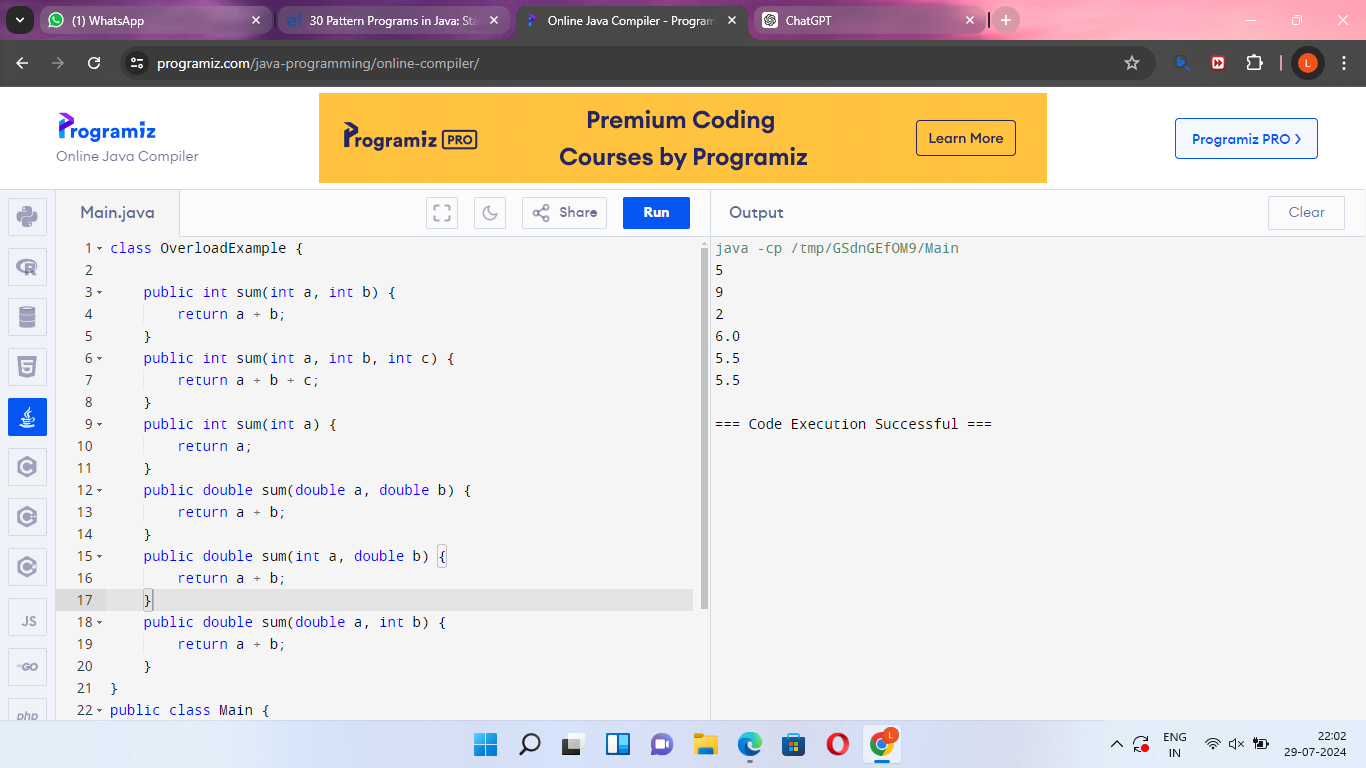 (1) WhatsApp
30 Pattern Programs in Java: Sta
Online Java Compiler - Program
ChatGPT
programiz.com/java-programming/online-compiler/
L
Programiz
Online Java Compiler
Programiz PRO
Premium Coding
Courses by Programiz
Learn More
Programiz PRO >
Main.java
Share
Run
Output
Clear
1 class OverloadExample {
2
3 public int sum(int a, int b) {
4 return a + b;
5 }
6 public int sum(int a, int b, int c) {
7 return a + b + c;
8 }
9 public int sum(int a) {
10 return a;
11 }
12 public double sum(double a, double b) {
13 return a + b;
14 }
15 public double sum(int a, double b) {
16 return a + b;
17 }
18 public double sum(double a, int b) {
19 return a + b;
20 }
21 }
22 public class Main {
java -cp /tmp/GSdnGEfOM9/Main
5
9
2
6.0
5.5
5.5
=== Code Execution Successful ===
JS
GO
php
L
ENG
IN
22:02
29-07-2024